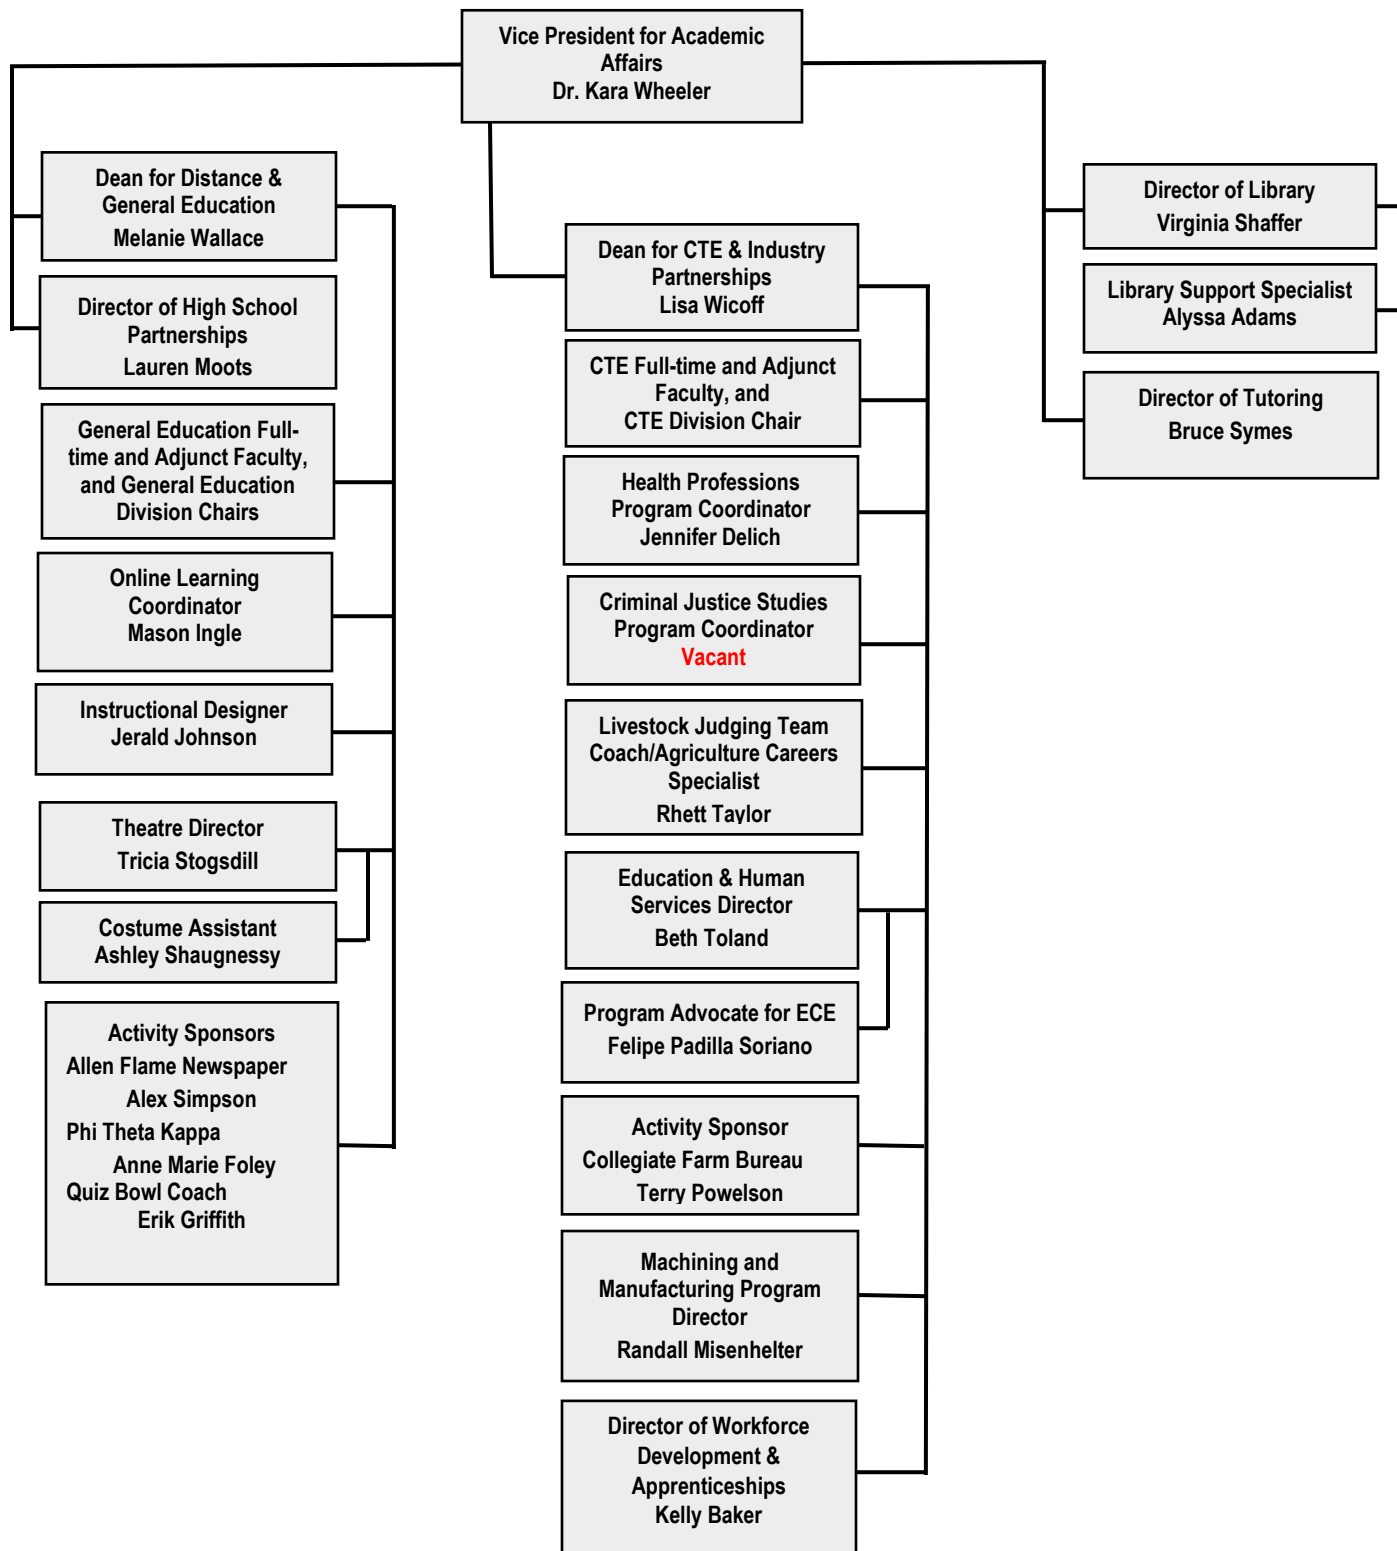 Vice President for Academic
Affairs
Dr. Kara Wheeler
Dean for Distance &
General Education
Melanie Wallace
Director of High School
Partnerships
Lauren Moots
General Education Full-
time and Adjunct Faculty,
and General Education
Division Chairs
Online Learning
Coordinator
Mason Ingle
Instructional Designer
Jerald Johnson
Theatre Director
Tricia Stogsdill
Costume Assistant
Ashley Shaugnessy
Activity Sponsors
Allen Flame Newspaper
Alex Simpson
Phi Theta Kappa
Anne Marie Foley
Quiz Bowl Coach
Erik Griffith
Dean for CTE & Industry
Partnerships
Lisa Wicoff
CTE Full-time and Adjunct
Faculty, and
CTE Division Chair
Health Professions
Program Coordinator
Jennifer Delich
Criminal Justice Studies
Program Coordinator
Vacant
Livestock Judging Team
Coach/Agriculture Careers
Specialist
Rhett Taylor
Education & Human
Services Director
Beth Toland
Program Advocate for ECE
Felipe Padilla Soriano
Activity Sponsor
Collegiate Farm Bureau
Terry Powelson
Machining and
Manufacturing Program
Director
Randall Misenhelter
Director of Workforce
Development &
Apprenticeships
Kelly Baker
Director of Library
Virginia Shaffer
Library Support Specialist
Alyssa Adams
Director of Tutoring
Bruce Symes